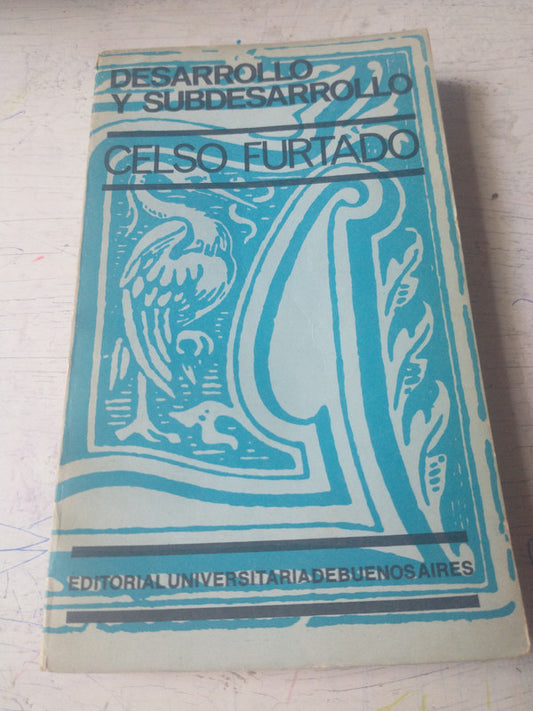 DESARROLLO
Y SUBDESARROLLO
CELSO FURTADO
EDITORIALUNIVERSITARIADEBUENOSAIRES